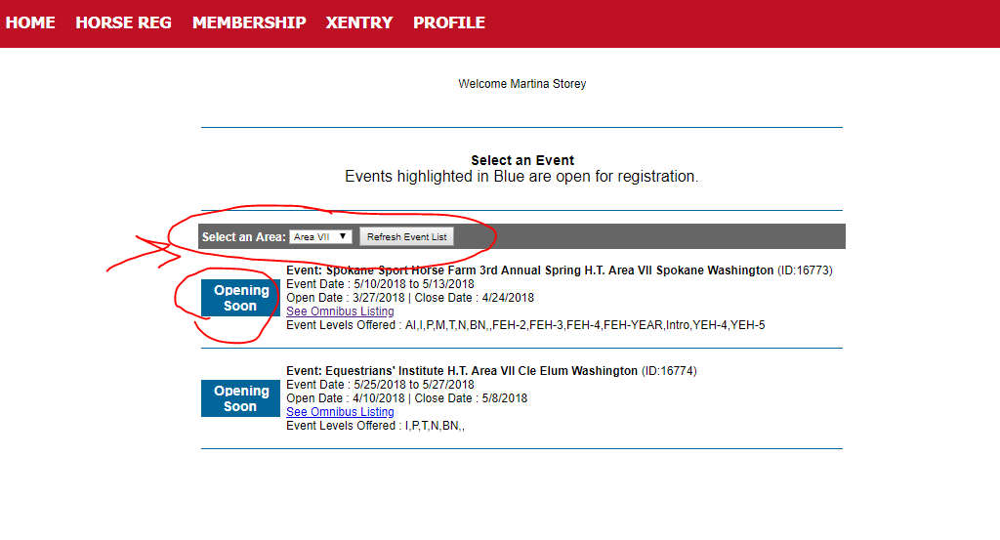 HOME HORSE REG MEMBERSHIP XENTRY PROFILE
Welcome Martina Storey
Select an Event
Events highlighted in Blue are open for registration.
Select an Area: Area VII ▼ Refresh Event List
Opening
Soon
Event: Spokane Sport Horse Farm 3rd Annual Spring H.T. Area VII Spokane Washington (ID:16773)
Event Date : 5/10/2018 to 5/13/2018
Open Date : 3/27/2018 | Close Date : 4/24/2018
See Omnibus Listing
Event Levels Offered : AI,I,P,M,T,N,BN,,FEH-2,FEH-3,FEH-4,FEH-YEAR,Intro,YEH-4,YEH-5
Opening
Soon
Event: Equestrians' Institute H.T. Area VII Cle Elum Washington (ID:16774)
Event Date : 5/25/2018 to 5/27/2018
Open Date : 4/10/2018 | Close Date : 5/8/2018
See Omnibus Listing
Event Levels Offered : I,P,T,N,BN,,